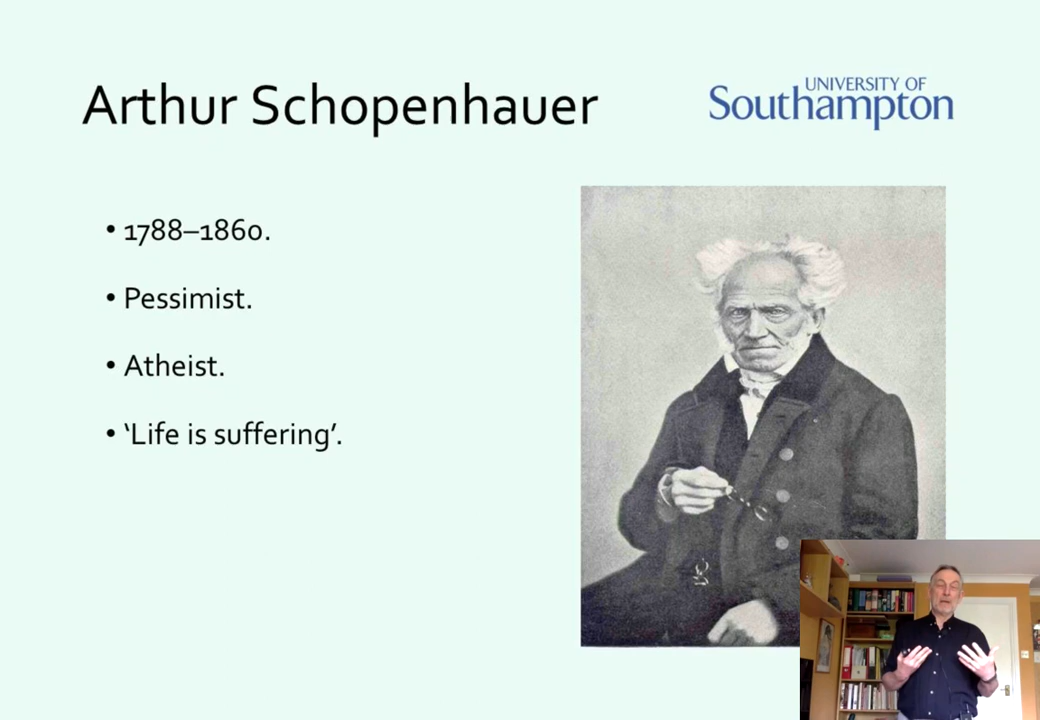 Arthur Schopenhauer
UNIVERSITY OF
Southampton
• 1788–1860.
• Pessimist.
• Atheist.
• ‘Life is suffering’.